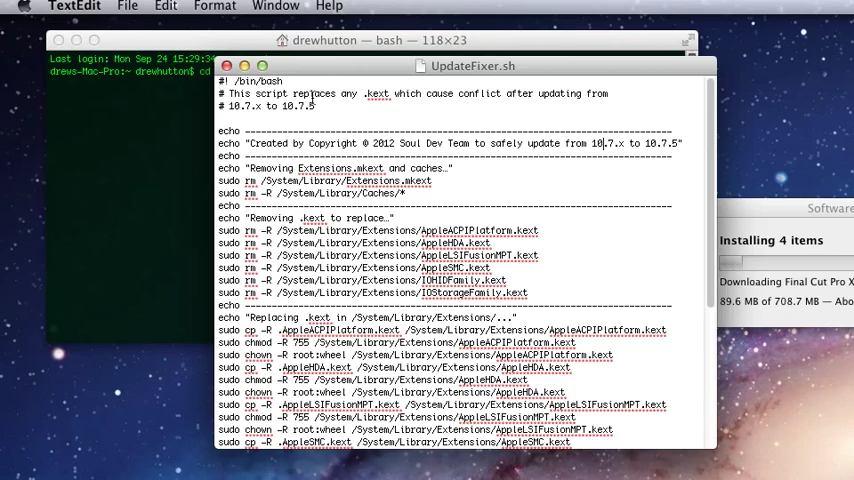 TextEdit File Edit Format Window Help
drewhutton — bash — 118×23
Last login: Mon Sep 24 15:29:34
drews-Mac-Pro:~ drewhutton$ cd
UpdateFixer.sh
#! /bin/bash
# This script replaces any .kext which cause conflict after updating from
# 10.7.x to 10.7.5
echo ----------------------------------------------------------------------
echo "Created by Copyright © 2012 Soul Dev Team to safely update from 10.7.x to 10.7.5"
echo ----------------------------------------------------------------------
echo "Removing Extensions.mkext and caches…"
sudo rm /System/Library/Extensions.mkext
sudo rm -R /System/Library/Caches/*
echo ----------------------------------------------------------------------
echo "Removing .kext to replace…"
sudo rm -R /System/Library/Extensions/AppleACPIPlatform.kext
sudo rm -R /System/Library/Extensions/AppleHDA.kext
sudo rm -R /System/Library/Extensions/AppleLSIFusionMPT.kext
sudo rm -R /System/Library/Extensions/AppleSMC.kext
sudo rm -R /System/Library/Extensions/IOHIDFamily.kext
sudo rm -R /System/Library/Extensions/IOStorageFamily.kext
echo ----------------------------------------------------------------------
echo "Replacing .kext in /System/Library/Extensions/..."
sudo cp -R .AppleACPIPlatform.kext /System/Library/Extensions/AppleACPIPlatform.kext
sudo chmod -R 755 /System/Library/Extensions/AppleACPIPlatform.kext
sudo chown -R root:wheel /System/Library/Extensions/AppleACPIPlatform.kext
sudo cp -R .AppleHDA.kext /System/Library/Extensions/AppleHDA.kext
sudo chmod -R 755 /System/Library/Extensions/AppleHDA.kext
sudo chown -R root:wheel /System/Library/Extensions/AppleHDA.kext
sudo cp -R .AppleLSIFusionMPT.kext /System/Library/Extensions/AppleLSIFusionMPT.kext
sudo chmod -R 755 /System/Library/Extensions/AppleLSIFusionMPT.kext
sudo chown -R root:wheel /System/Library/Extensions/AppleLSIFusionMPT.kext
sudo cp -R .AppleSMC.kext /System/Library/Extensions/AppleSMC.kext
Software
Installing 4 items
Downloading Final Cut Pro X
89.6 MB of 708.7 MB — Abo